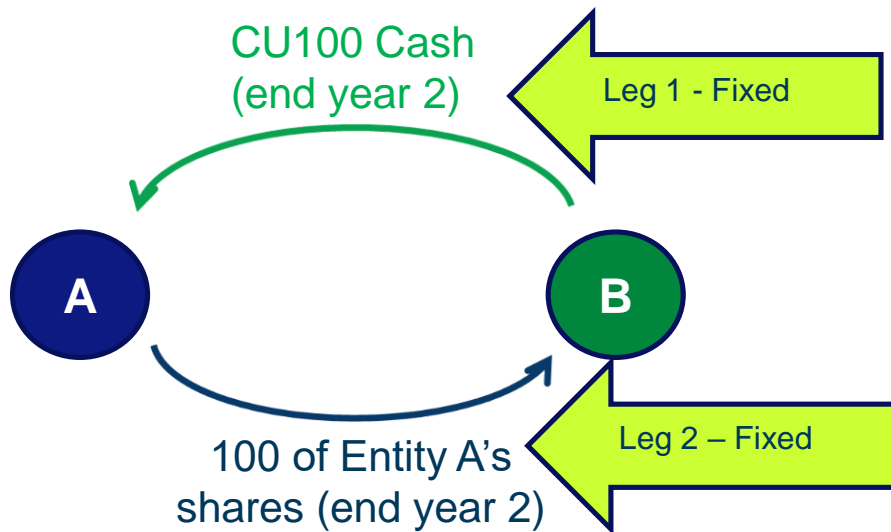 CU100 Cash
(end year 2)
Leg 1 - Fixed
A
B
Leg 2 – Fixed
100 of Entity A’s
shares (end year 2)